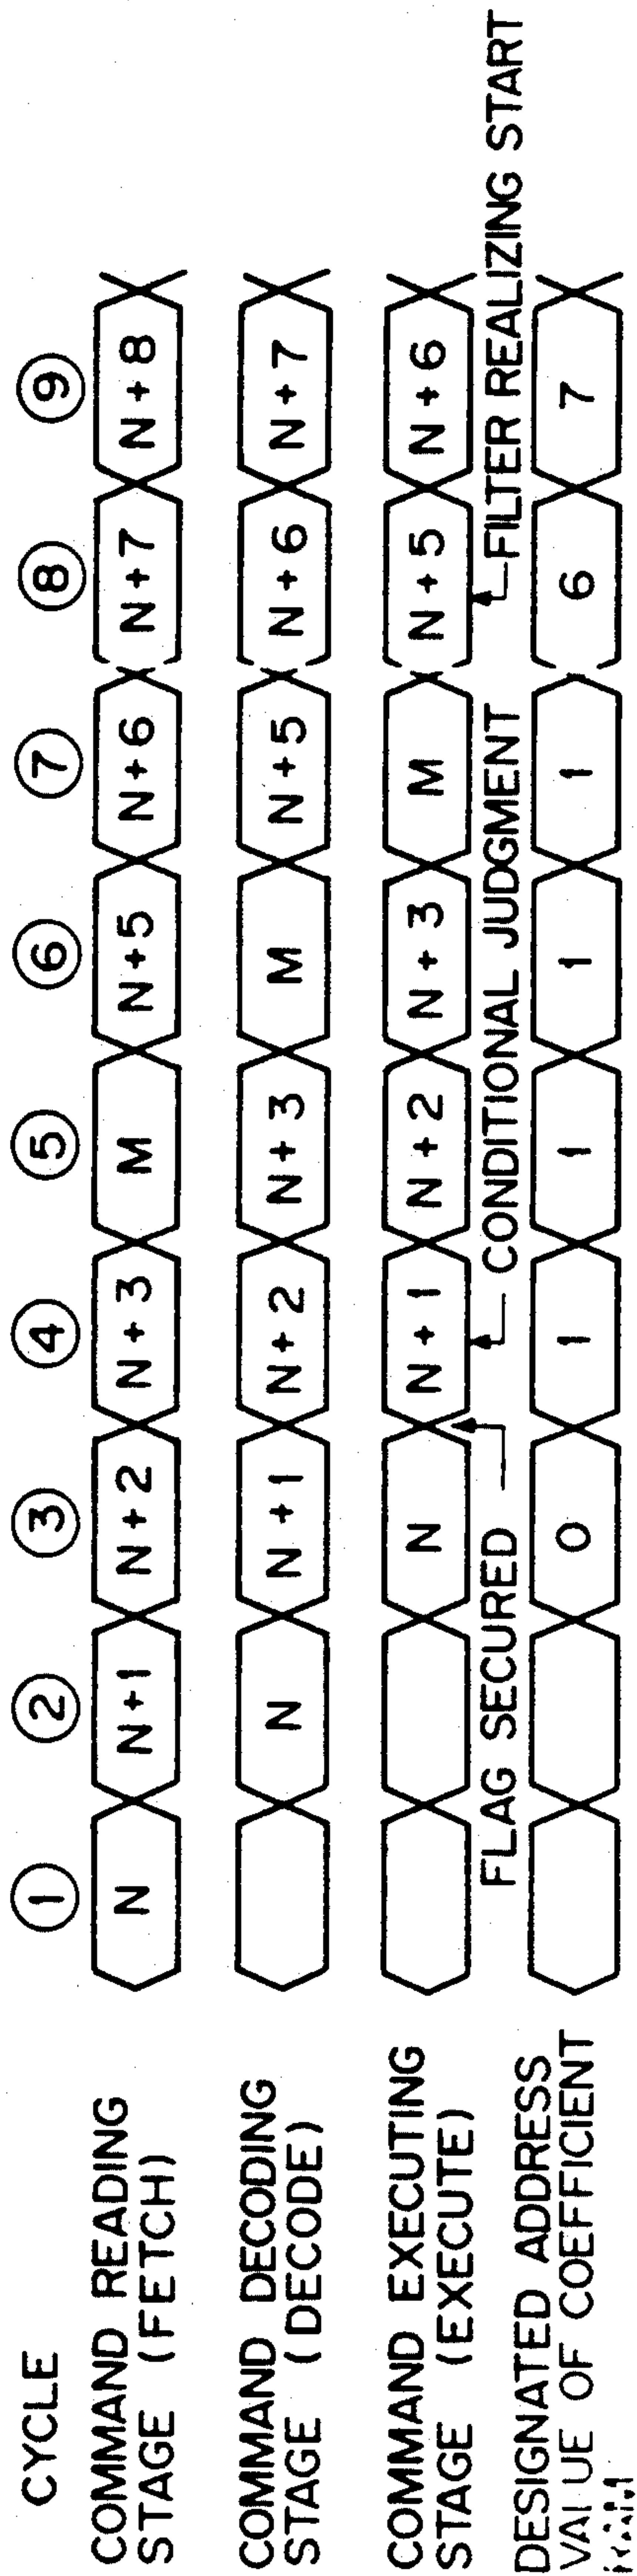 CYCLE ① ② ③ ④ ⑤ ⑥ ⑦ ⑧ ⑨
COMMAND READING
STAGE (FETCH)
N N+1 N+2 N+3 M N+5 N+6 N+7 N+8
COMMAND DECODING
STAGE (DECODE)
N N+1 N+2 N+3 M N+5 N+6 N+7
COMMAND EXECUTING
STAGE (EXECUTE)
N N+1 N+2 N+3 M N+5 N+6
FLAG SECURED CONDITIONAL JUDGMENT FILTER REALIZING START
DESIGNATED ADDRESS
VALUE OF COEFFICIENT
0 1 1 1 1 6 7